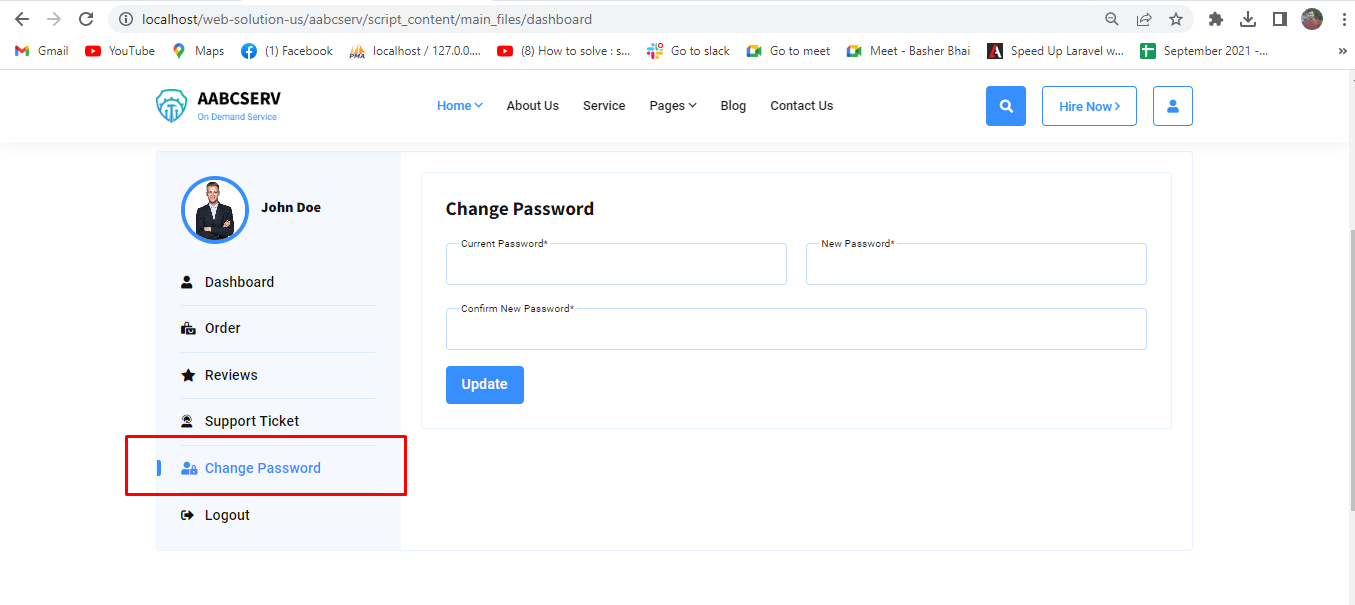 localhost/web-solution-us/aabcserv/script_content/main_files/dashboard
Gmail YouTube Maps (1) Facebook localhost / 127.0.0.... (8) How to solve : s... Go to slack Go to meet Meet - Basher Bhai Speed Up Laravel w... September 2021 -... »
AABCSERV
On Demand Service
Home About Us Service Pages Blog Contact Us Hire Now
John Doe
Dashboard
Order
Reviews
Support Ticket
Change Password
Logout
Change Password
Current Password* New Password*
Confirm New Password*
Update